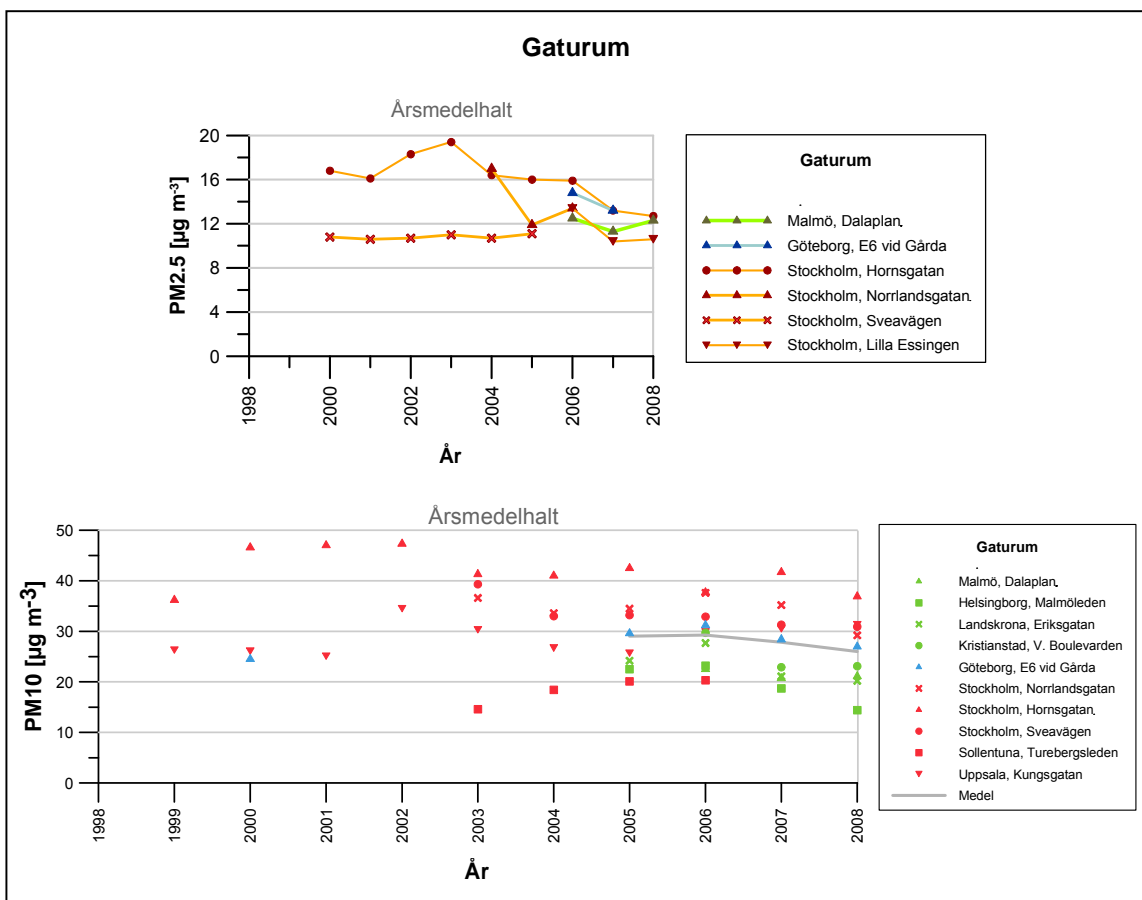 Gaturum
Årsmedelhalt
PM2.5 [µg m-3]
20
16
12
8
4
0
1998
2000
2002
2004
2006
2008
År
Gaturum
Malmö, Dalaplan
Göteborg, E6 vid Gårda
Stockholm, Hornsgatan
Stockholm, Norrlandsgatan
Stockholm, Sveavägen
Stockholm, Lilla Essingen
Årsmedelhalt
PM10 [µg m-3]
50
40
30
20
10
0
1998
1999
2000
2001
2002
2003
2004
2005
2006
2007
2008
År
Gaturum
Malmö, Dalaplan
Helsingborg, Malmöleden
Landskrona, Eriksgatan
Kristianstad, V. Boulevarden
Göteborg, E6 vid Gårda
Stockholm, Norrlandsgatan
Stockholm, Hornsgatan
Stockholm, Sveavägen
Sollentuna, Turebergsleden
Uppsala, Kungsgatan
Medel